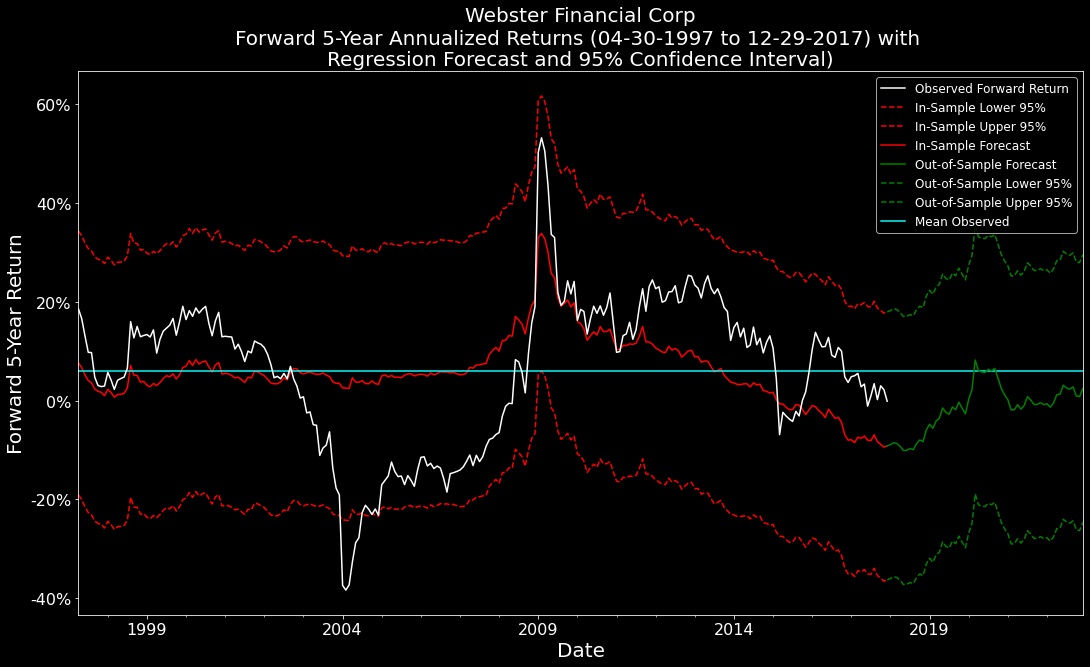 Webster Financial Corp
Forward 5-Year Annualized Returns (04-30-1997 to 12-29-2017) with
Regression Forecast and 95% Confidence Interval)
Observed Forward Return
In-Sample Lower 95%
In-Sample Upper 95%
In-Sample Forecast
Out-of-Sample Forecast
Out-of-Sample Lower 95%
Out-of-Sample Upper 95%
Mean Observed
Forward 5-Year Return
60%
40%
20%
0%
-20%
-40%
1999
2004
2009
2014
2019
Date